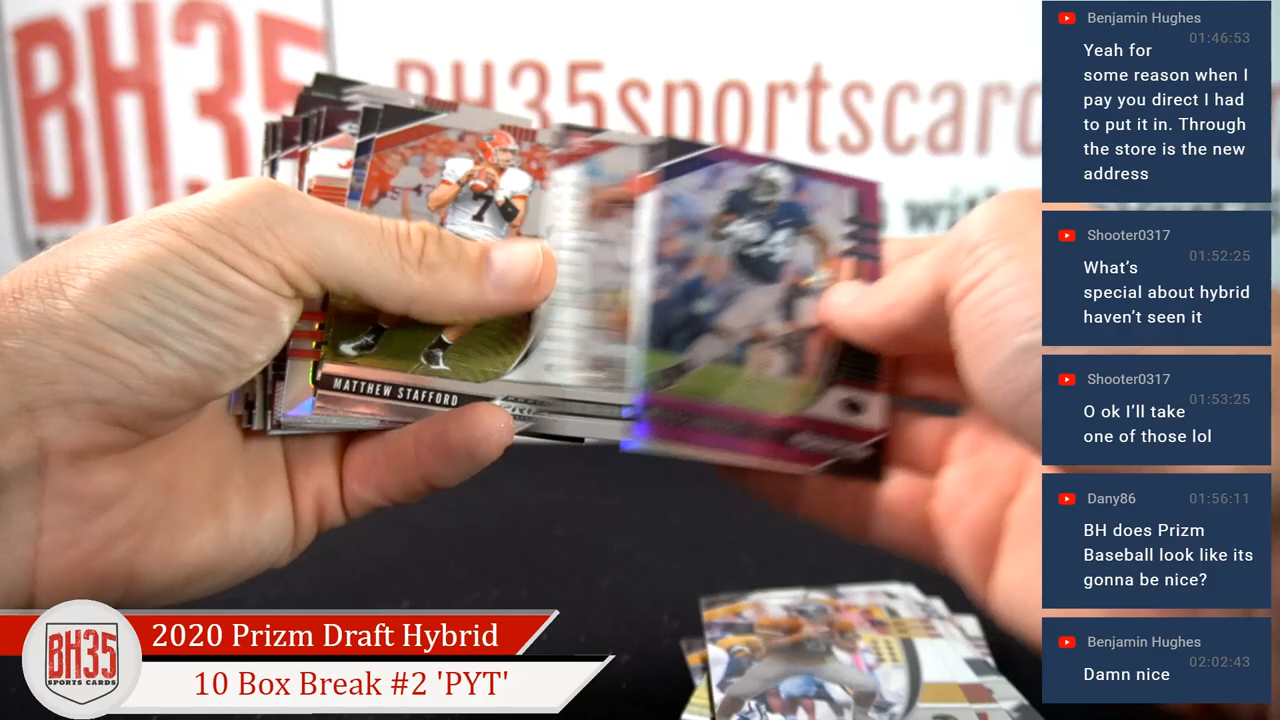 BH35
BH35sportscard
with
7
MATTHEW STAFFORD
24
BH35
SPORTS CARDS
2020 Prizm Draft Hybrid
10 Box Break #2 'PYT'
Benjamin Hughes
01:46:53
Yeah for
some reason when I
pay you direct I had
to put it in. Through
the store is the new
address
Shooter0317
01:52:25
What's
special about hybrid
haven't seen it
Shooter0317
01:53:25
O ok I'll take
one of those lol
Dany86
01:56:11
BH does Prizm
Baseball look like its
gonna be nice?
Benjamin Hughes
02:02:43
Damn nice